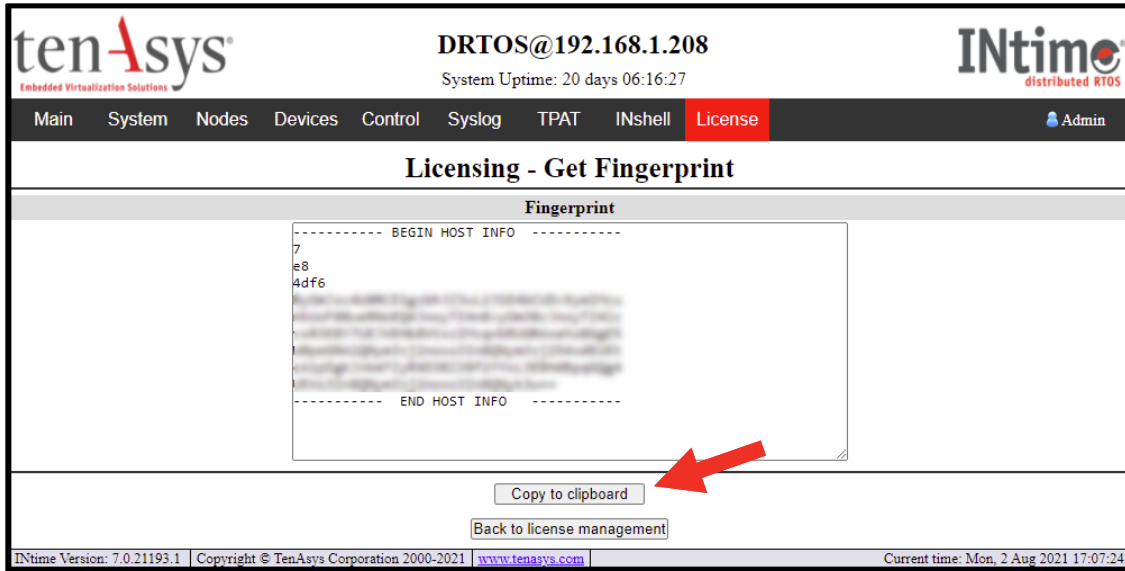 tenAsys
Embedded Virtualization Solutions
DRTOS@192.168.1.208
System Uptime: 20 days 06:16:27
INtime
distributed RTOS
Main System Nodes Devices Control Syslog TPAT INshell License Admin
Licensing - Get Fingerprint
Fingerprint
----------- BEGIN HOST INFO -----------
7
e8
4df6
----------- END HOST INFO -----------
Copy to clipboard
Back to license management
INtime Version: 7.0.21193.1 Copyright © TenAsys Corporation 2000-2021 www.tenasys.com Current time: Mon, 2 Aug 2021 17:07:24